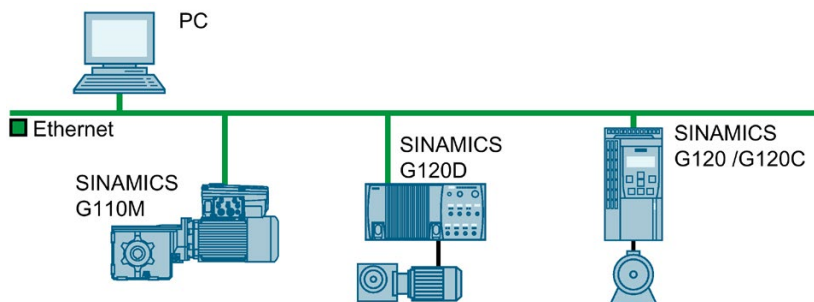 PC
Ethernet
SINAMICS
G110M
SINAMICS
G120D
SINAMICS
G120 /G120C